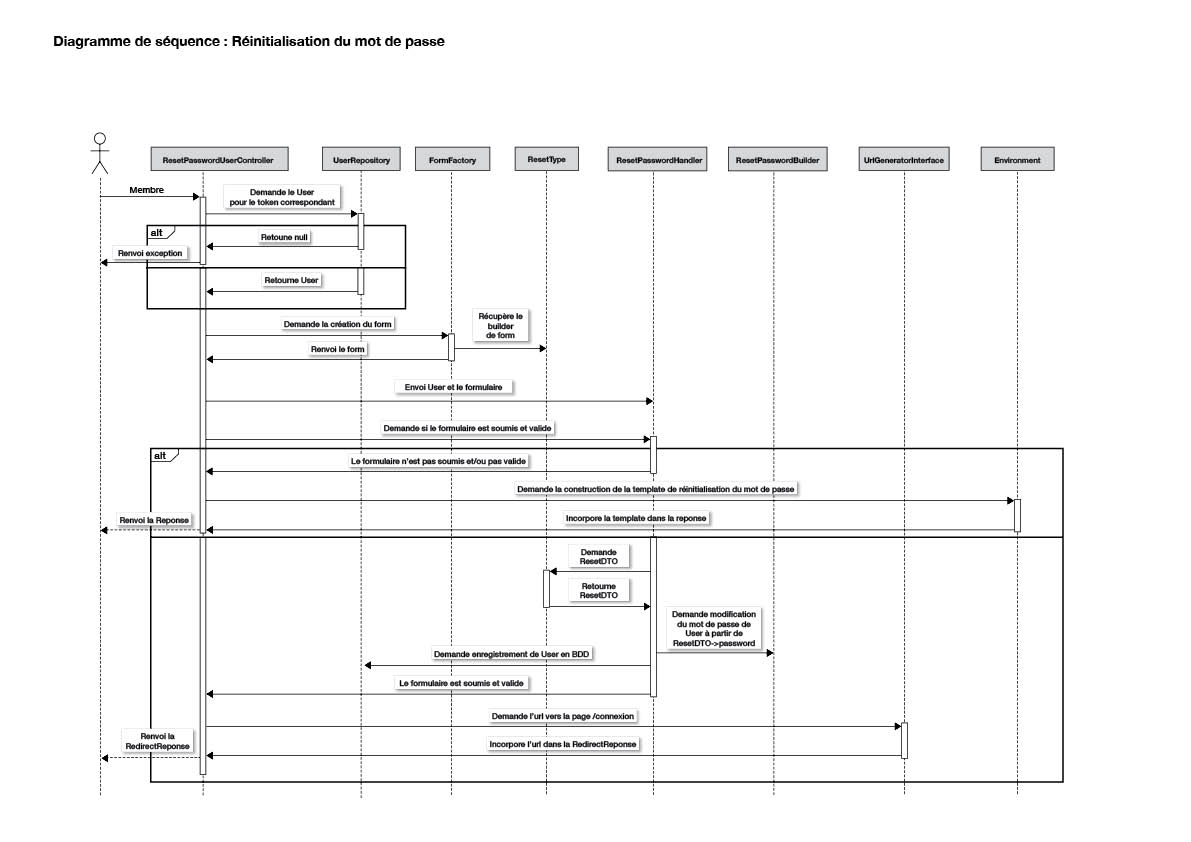 Diagramme de séquence : Réinitialisation du mot de passe
ResetPasswordUserController
UserRepository
FormFactory
ResetType
ResetPasswordHandler
ResetPasswordBuilder
UrlGeneratorInterface
Environment
Membre
Demande le User
pour le token correspondant
alt
Retoune null
Renvoi exception
Retourne User
Récupère le
builder
de form
Demande la création du form
Renvoi le form
Envoi User et le formulaire
Demande si le formulaire est soumis et valide
alt
Le formulaire n'est pas soumis et/ou pas valide
Demande la construction de la template de réinitialisation du mot de passe
Renvoi la Reponse
Incorpore la template dans la reponse
Demande
ResetDTO
Retourne
ResetDTO
Demande modification
du mot de passe de
User à partir de
ResetDTO->password
Demande enregistrement de User en BDD
Le formulaire est soumis et valide
Demande l'url vers la page /connexion
Renvoi la
RedirectReponse
Incorpore l'url dans la RedirectReponse